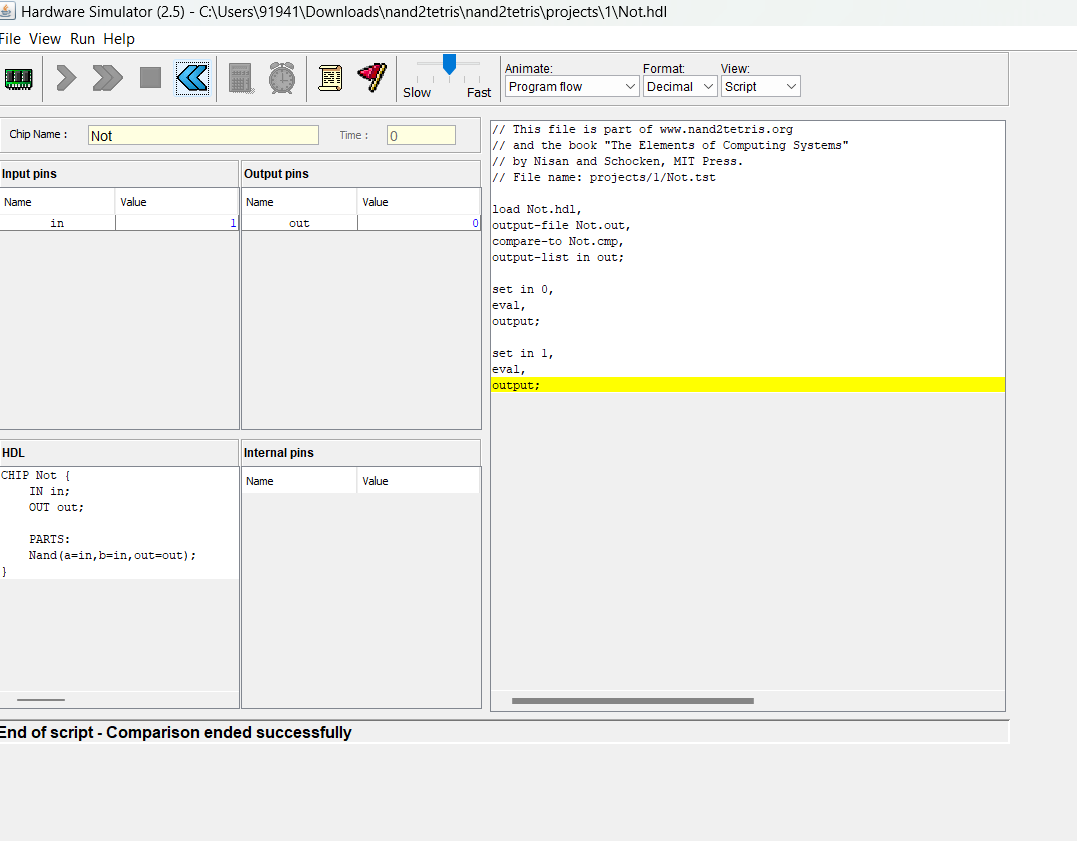 Hardware Simulator (2.5) - C:\Users\91941\Downloads\nand2tetris\nand2tetris\projects\1\Not.hdl
File View Run Help
Slow Fast
Animate: Format: View:
Program flow Decimal Script
Chip Name : Not Time : 0
Input pins
Name Value
in 1
Output pins
Name Value
out 0
HDL
CHIP Not {
IN in;
OUT out;
PARTS:
Nand(a=in,b=in,out=out);
}
Internal pins
Name Value
// This file is part of www.nand2tetris.org
// and the book "The Elements of Computing Systems"
// by Nisan and Schocken, MIT Press.
// File name: projects/1/Not.tst
load Not.hdl,
output-file Not.out,
compare-to Not.cmp,
output-list in out;
set in 0,
eval,
output;
set in 1,
eval,
output;
End of script - Comparison ended successfully